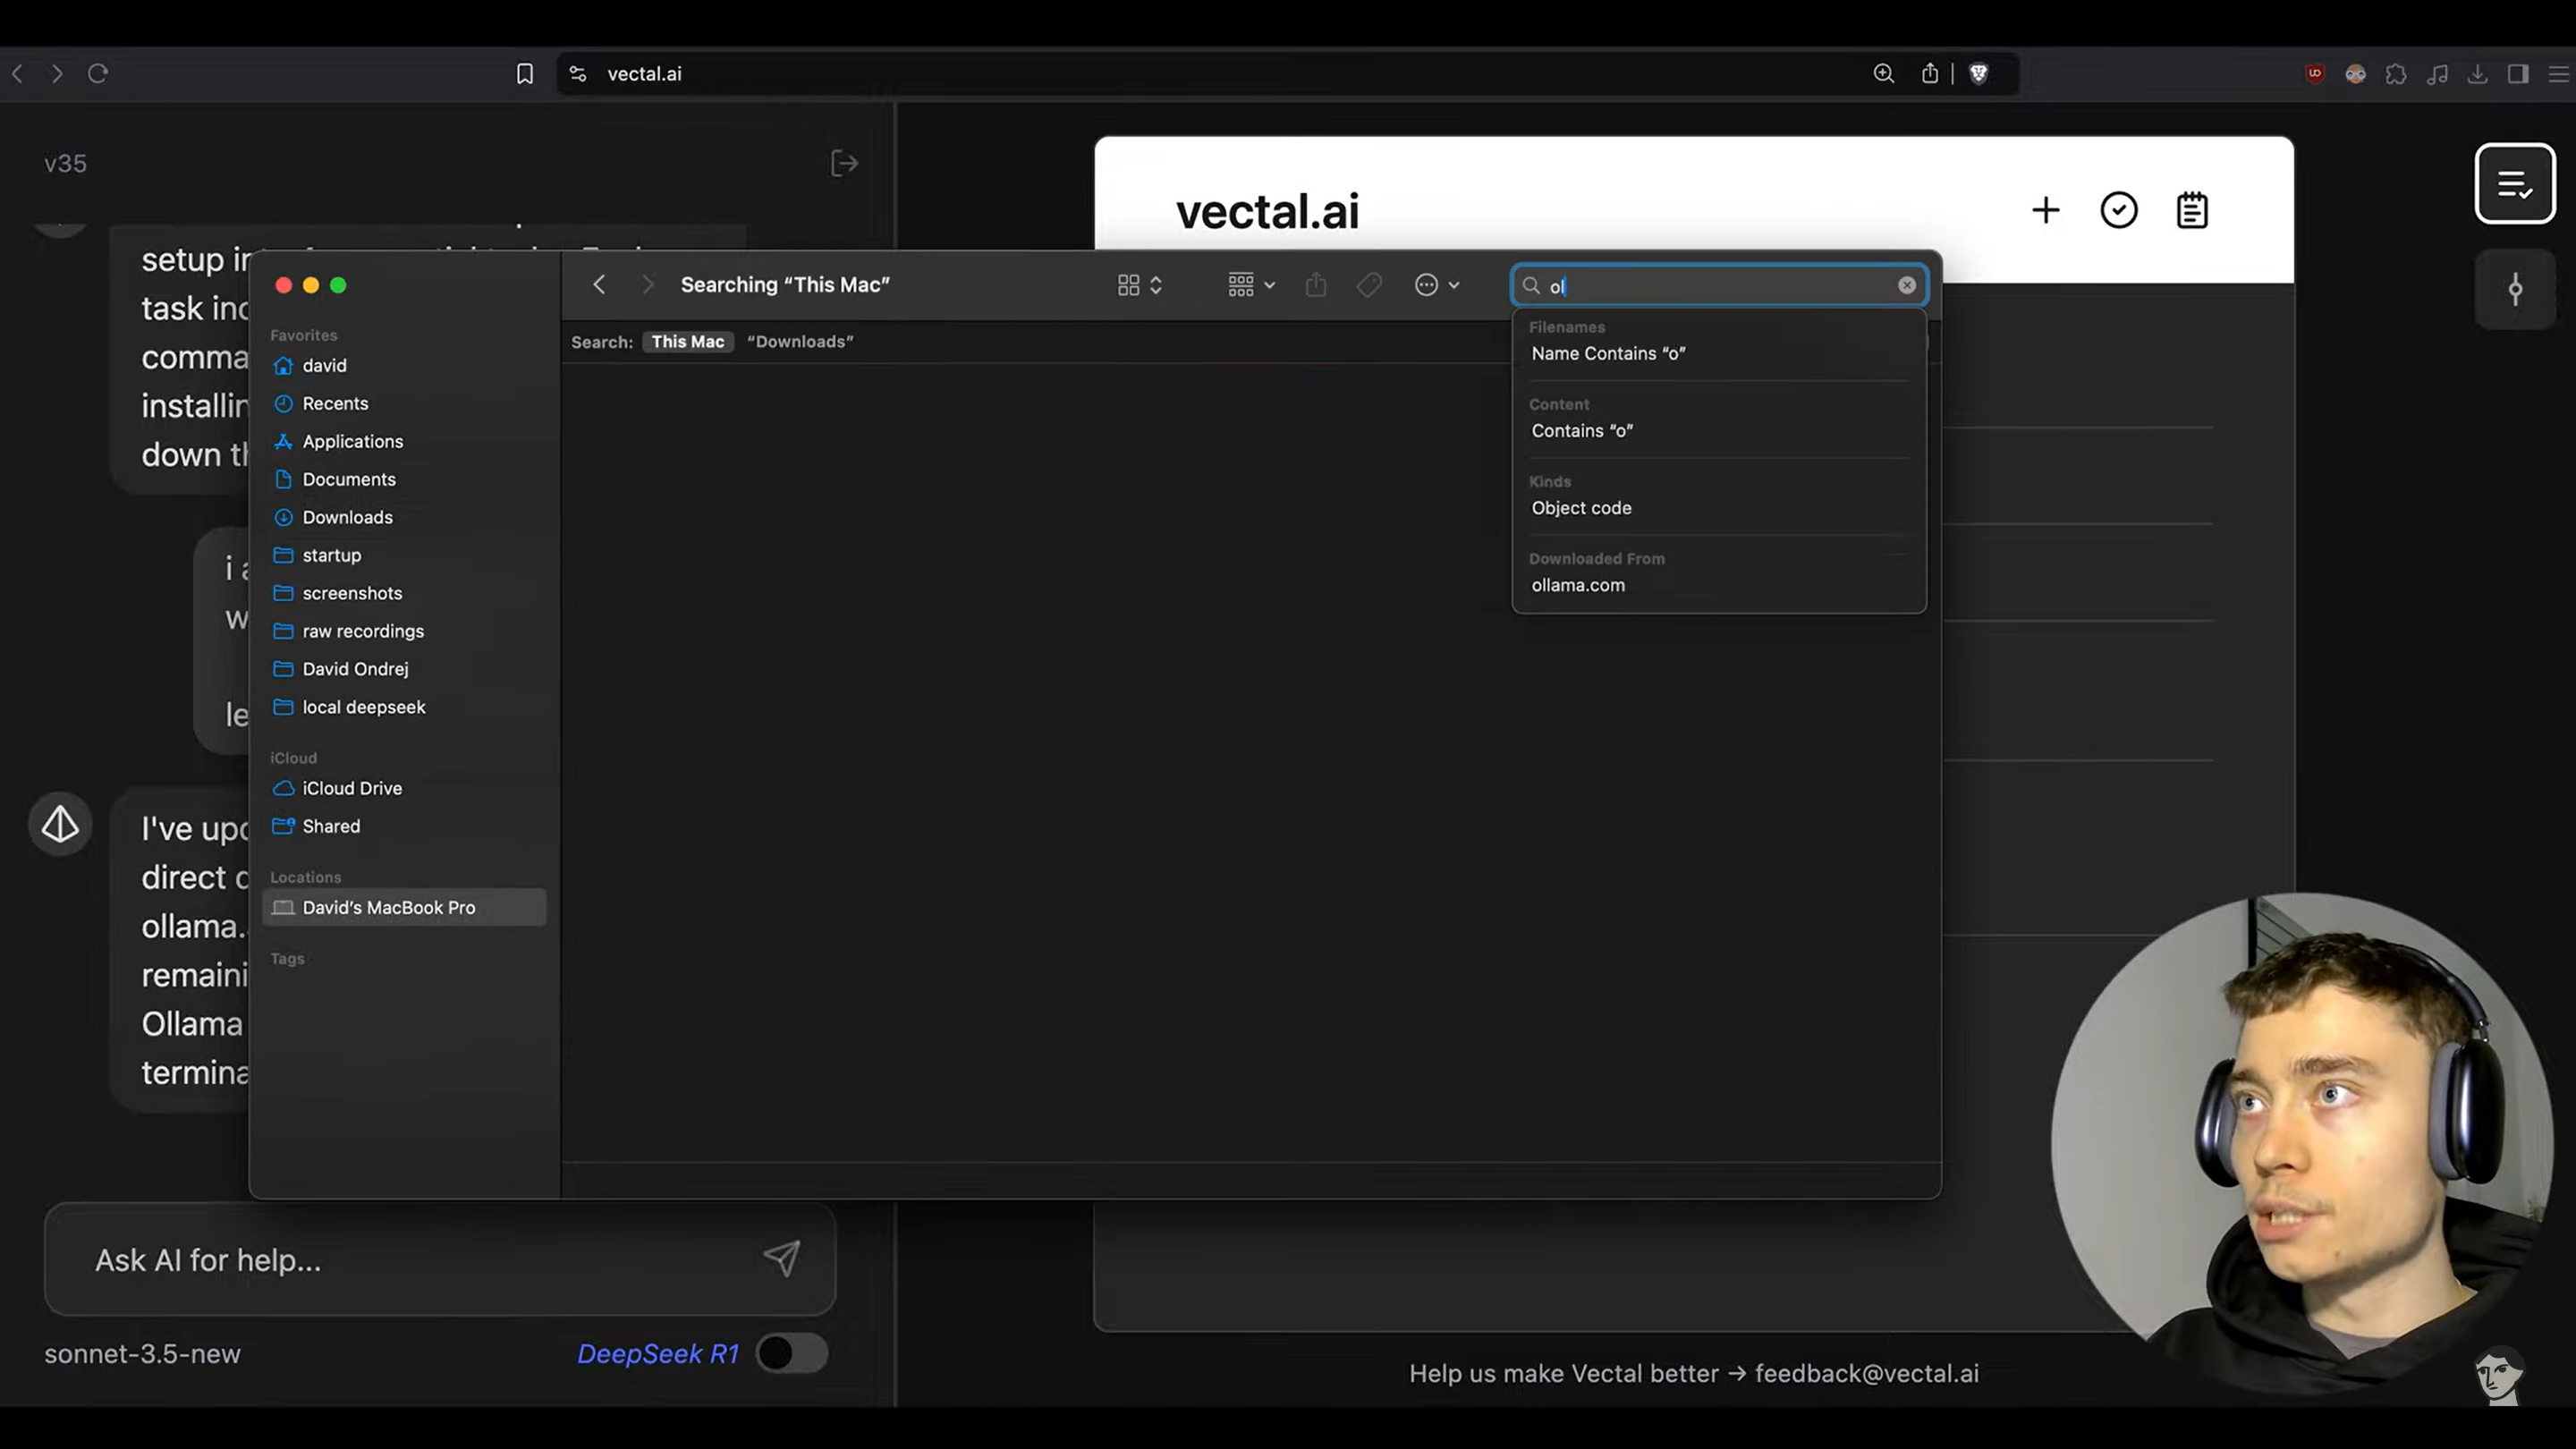 vectal.ai
v35
vectal.ai
setup in
task inc
comma
installin
down th
i a
w
le
I've upd
direct d
ollama.
remaini
Ollama
termina
Searching “This Mac”
ol
Search: This Mac “Downloads”
Filenames
Name Contains “o”
Content
Contains “o”
Kinds
Object code
Downloaded From
ollama.com
Favorites
david
Recents
Applications
Documents
Downloads
startup
screenshots
raw recordings
David Ondrej
local deepseek
iCloud
iCloud Drive
Shared
Locations
David's MacBook Pro
Tags
Ask AI for help...
sonnet-3.5-new
DeepSeek R1
Help us make Vectal better → feedback@vectal.ai